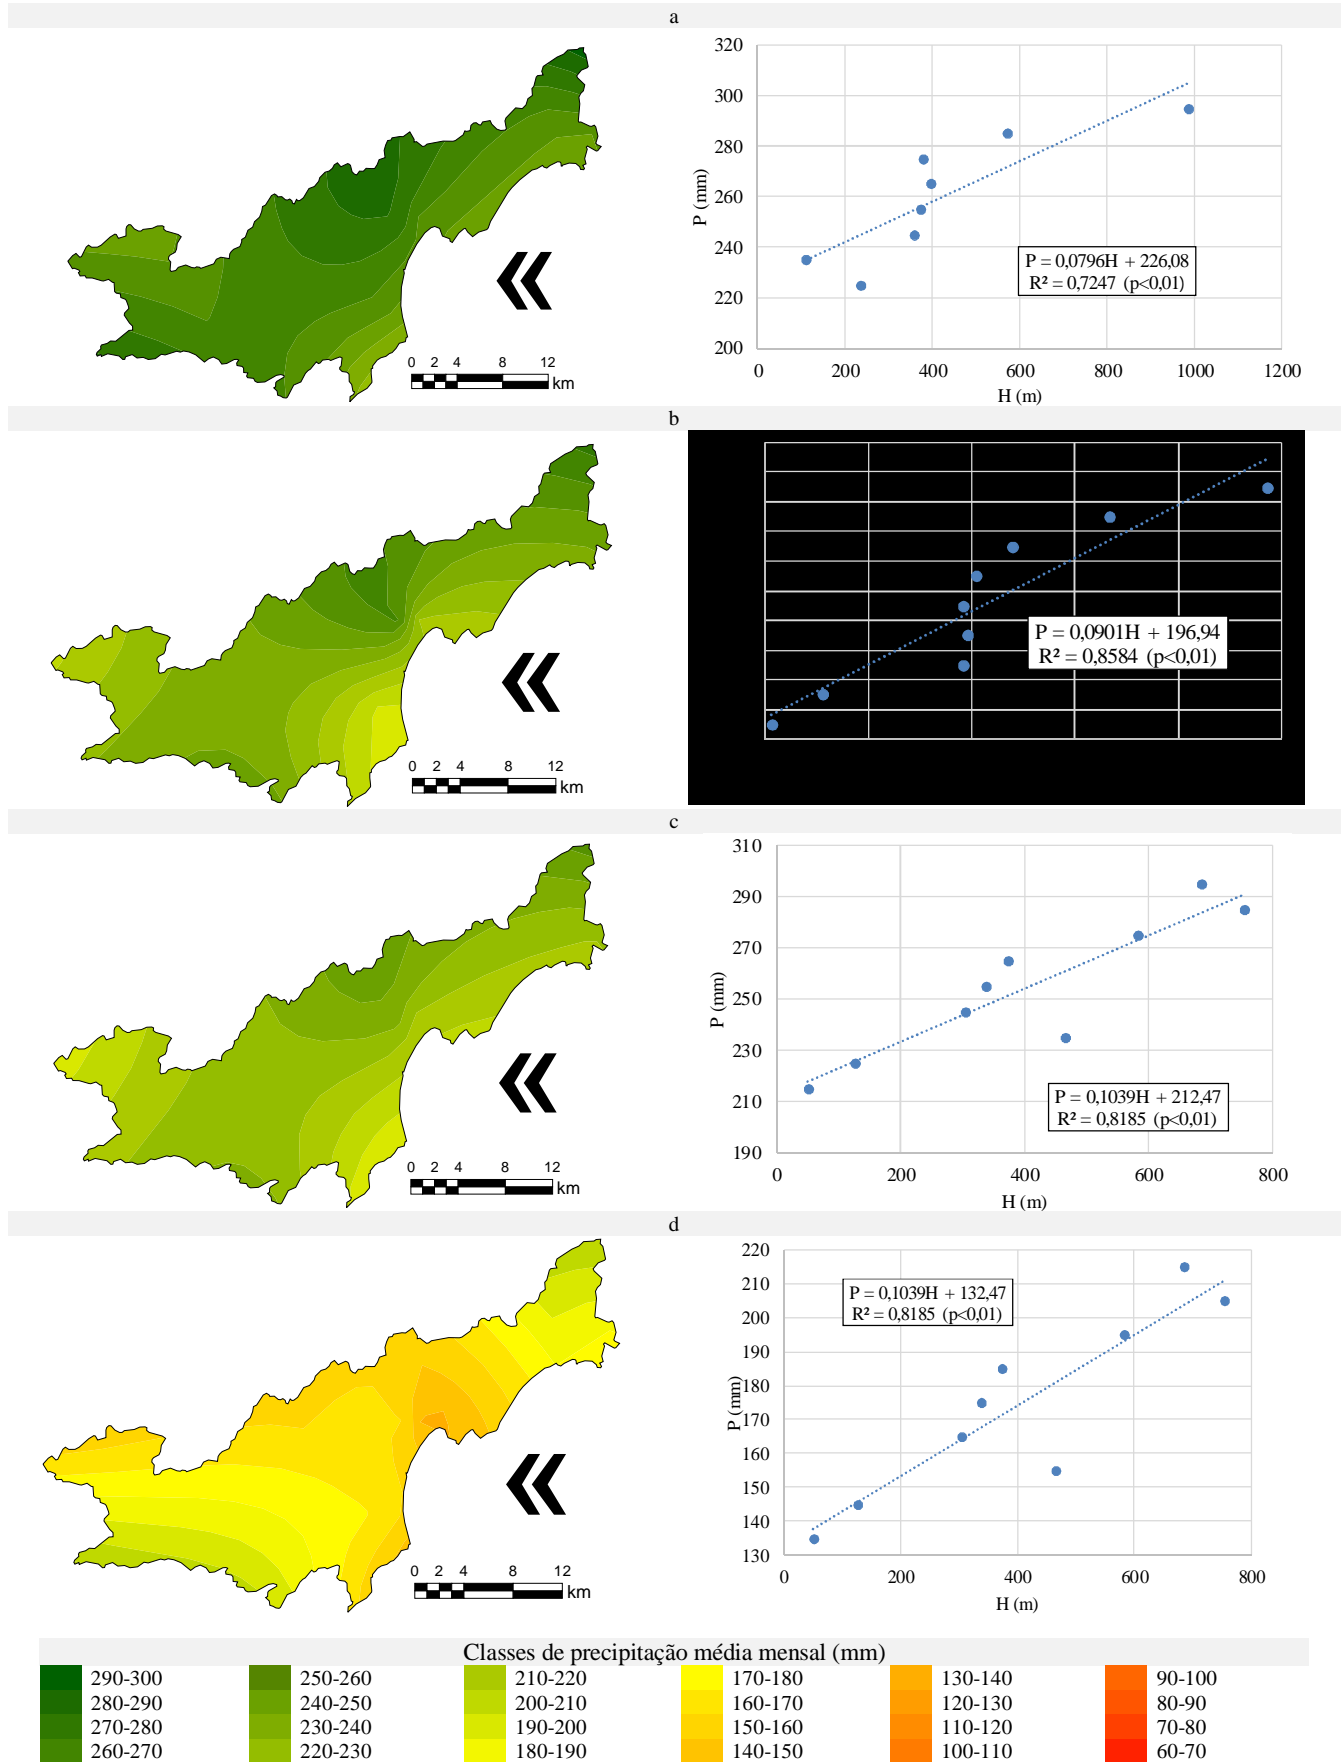 a
320
300
280
260
240
220
200
P (mm)
0 200 400 600 800 1000 1200
H (m)
P = 0,0796H + 226,08
R² = 0,7247 (p<0,01)
0 2 4 8 12
km
b
P = 0,0901H + 196,94
R² = 0,8584 (p<0,01)
0 2 4 8 12
km
c
310
290
270
250
230
210
190
P (mm)
0 200 400 600 800
H (m)
P = 0,1039H + 212,47
R² = 0,8185 (p<0,01)
0 2 4 8 12
km
d
220
210
200
190
180
170
160
150
140
130
P (mm)
0 200 400 600 800
H (m)
P = 0,1039H + 132,47
R² = 0,8185 (p<0,01)
0 2 4 8 12
km
Classes de precipitação média mensal (mm)
290-300 250-260 210-220 170-180 130-140 90-100
280-290 240-250 200-210 160-170 120-130 80-90
270-280 230-240 190-200 150-160 110-120 70-80
260-270 220-230 180-190 140-150 100-110 60-70